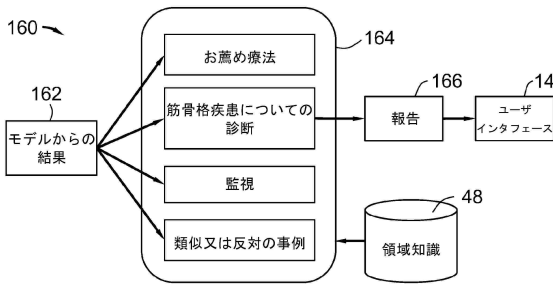 160
162
モデルからの
結果
164
お薦め療法
筋骨格疾患についての
診断
監視
類似又は反対の事例
166
報告
14
ユーザ
インタフェース
48
領域知識